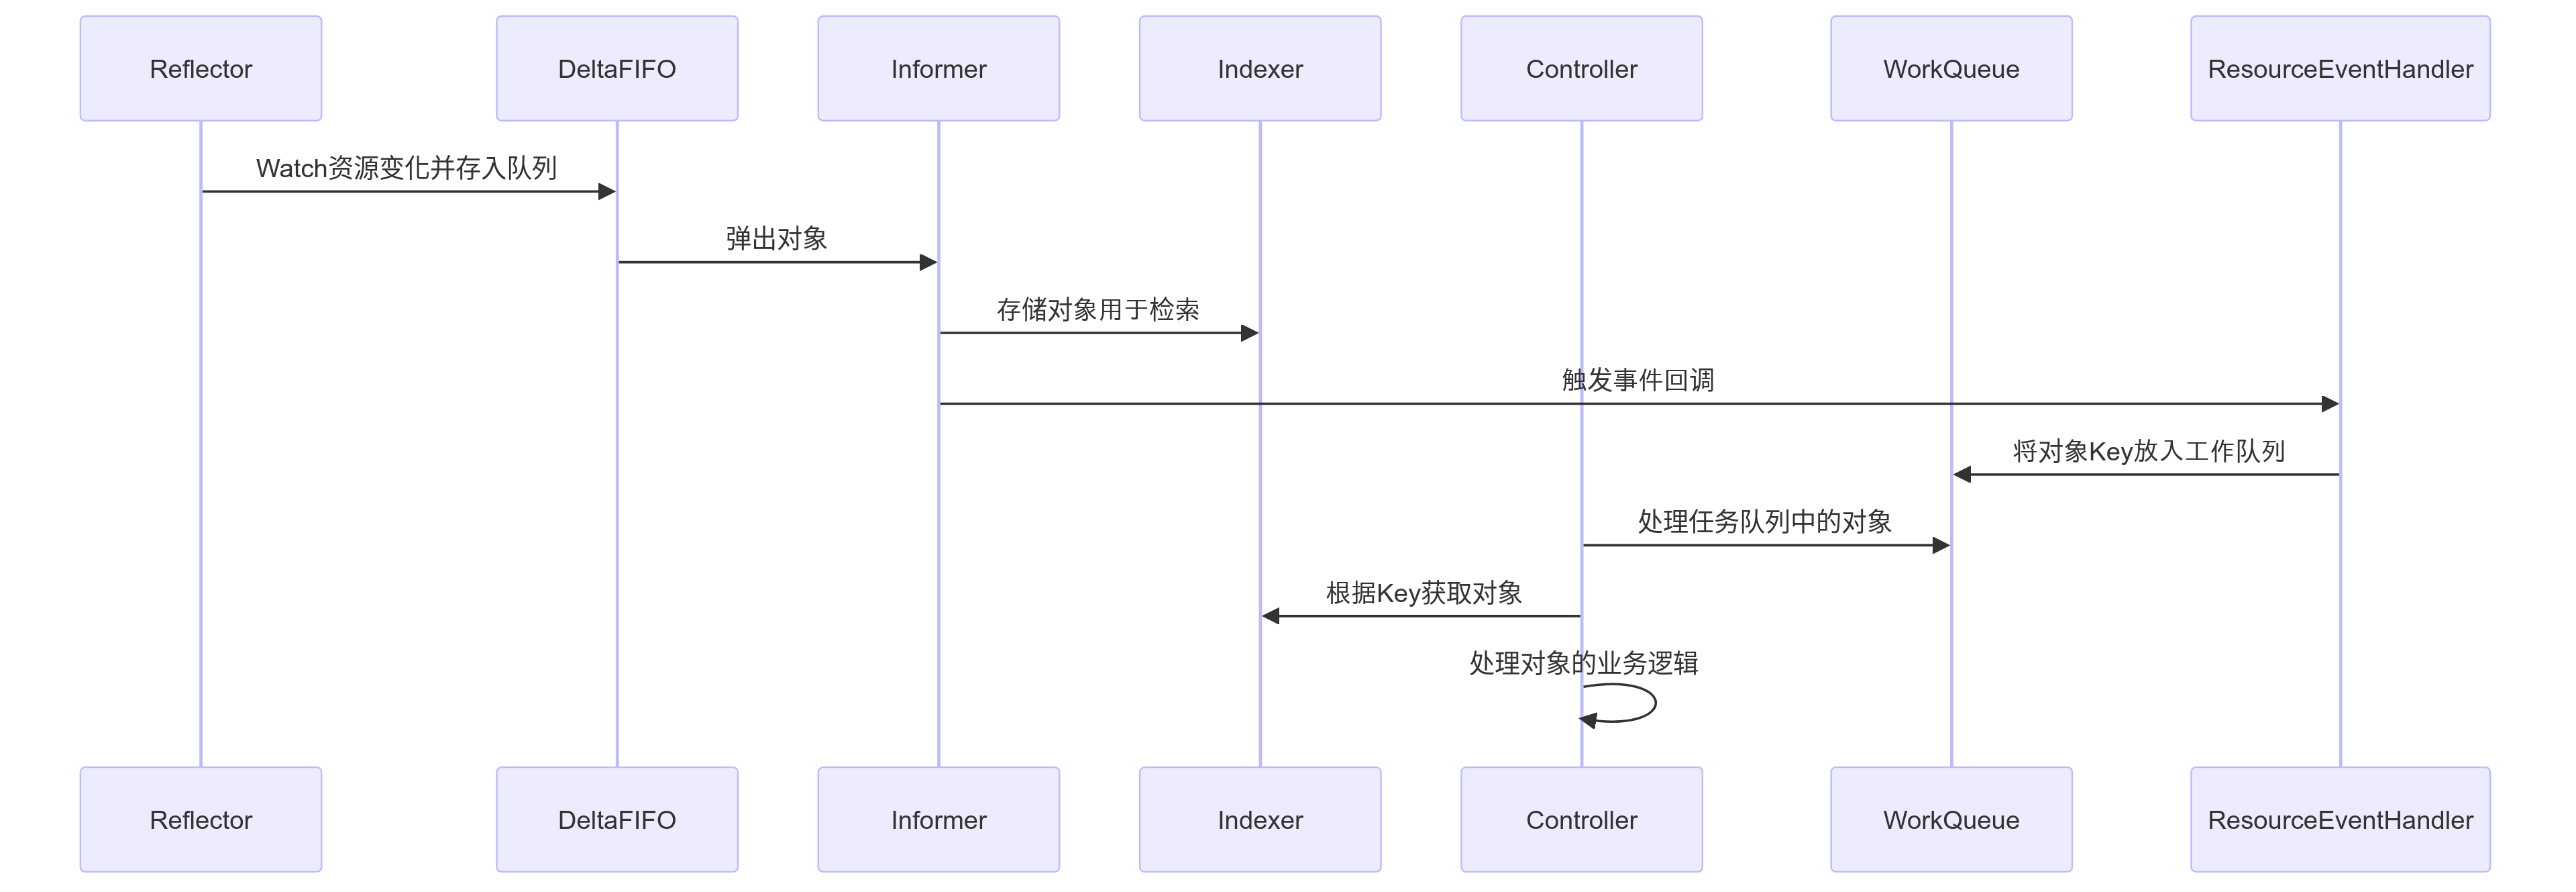 Reflector
DeltaFIFO
Informer
Indexer
Controller
WorkQueue
ResourceEventHandler
Watch资源变化并存入队列
弹出对象
存储对象用于检索
触发事件回调
将对象Key放入工作队列
处理任务队列中的对象
根据Key获取对象
处理对象的业务逻辑
Reflector
DeltaFIFO
Informer
Indexer
Controller
WorkQueue
ResourceEventHandler